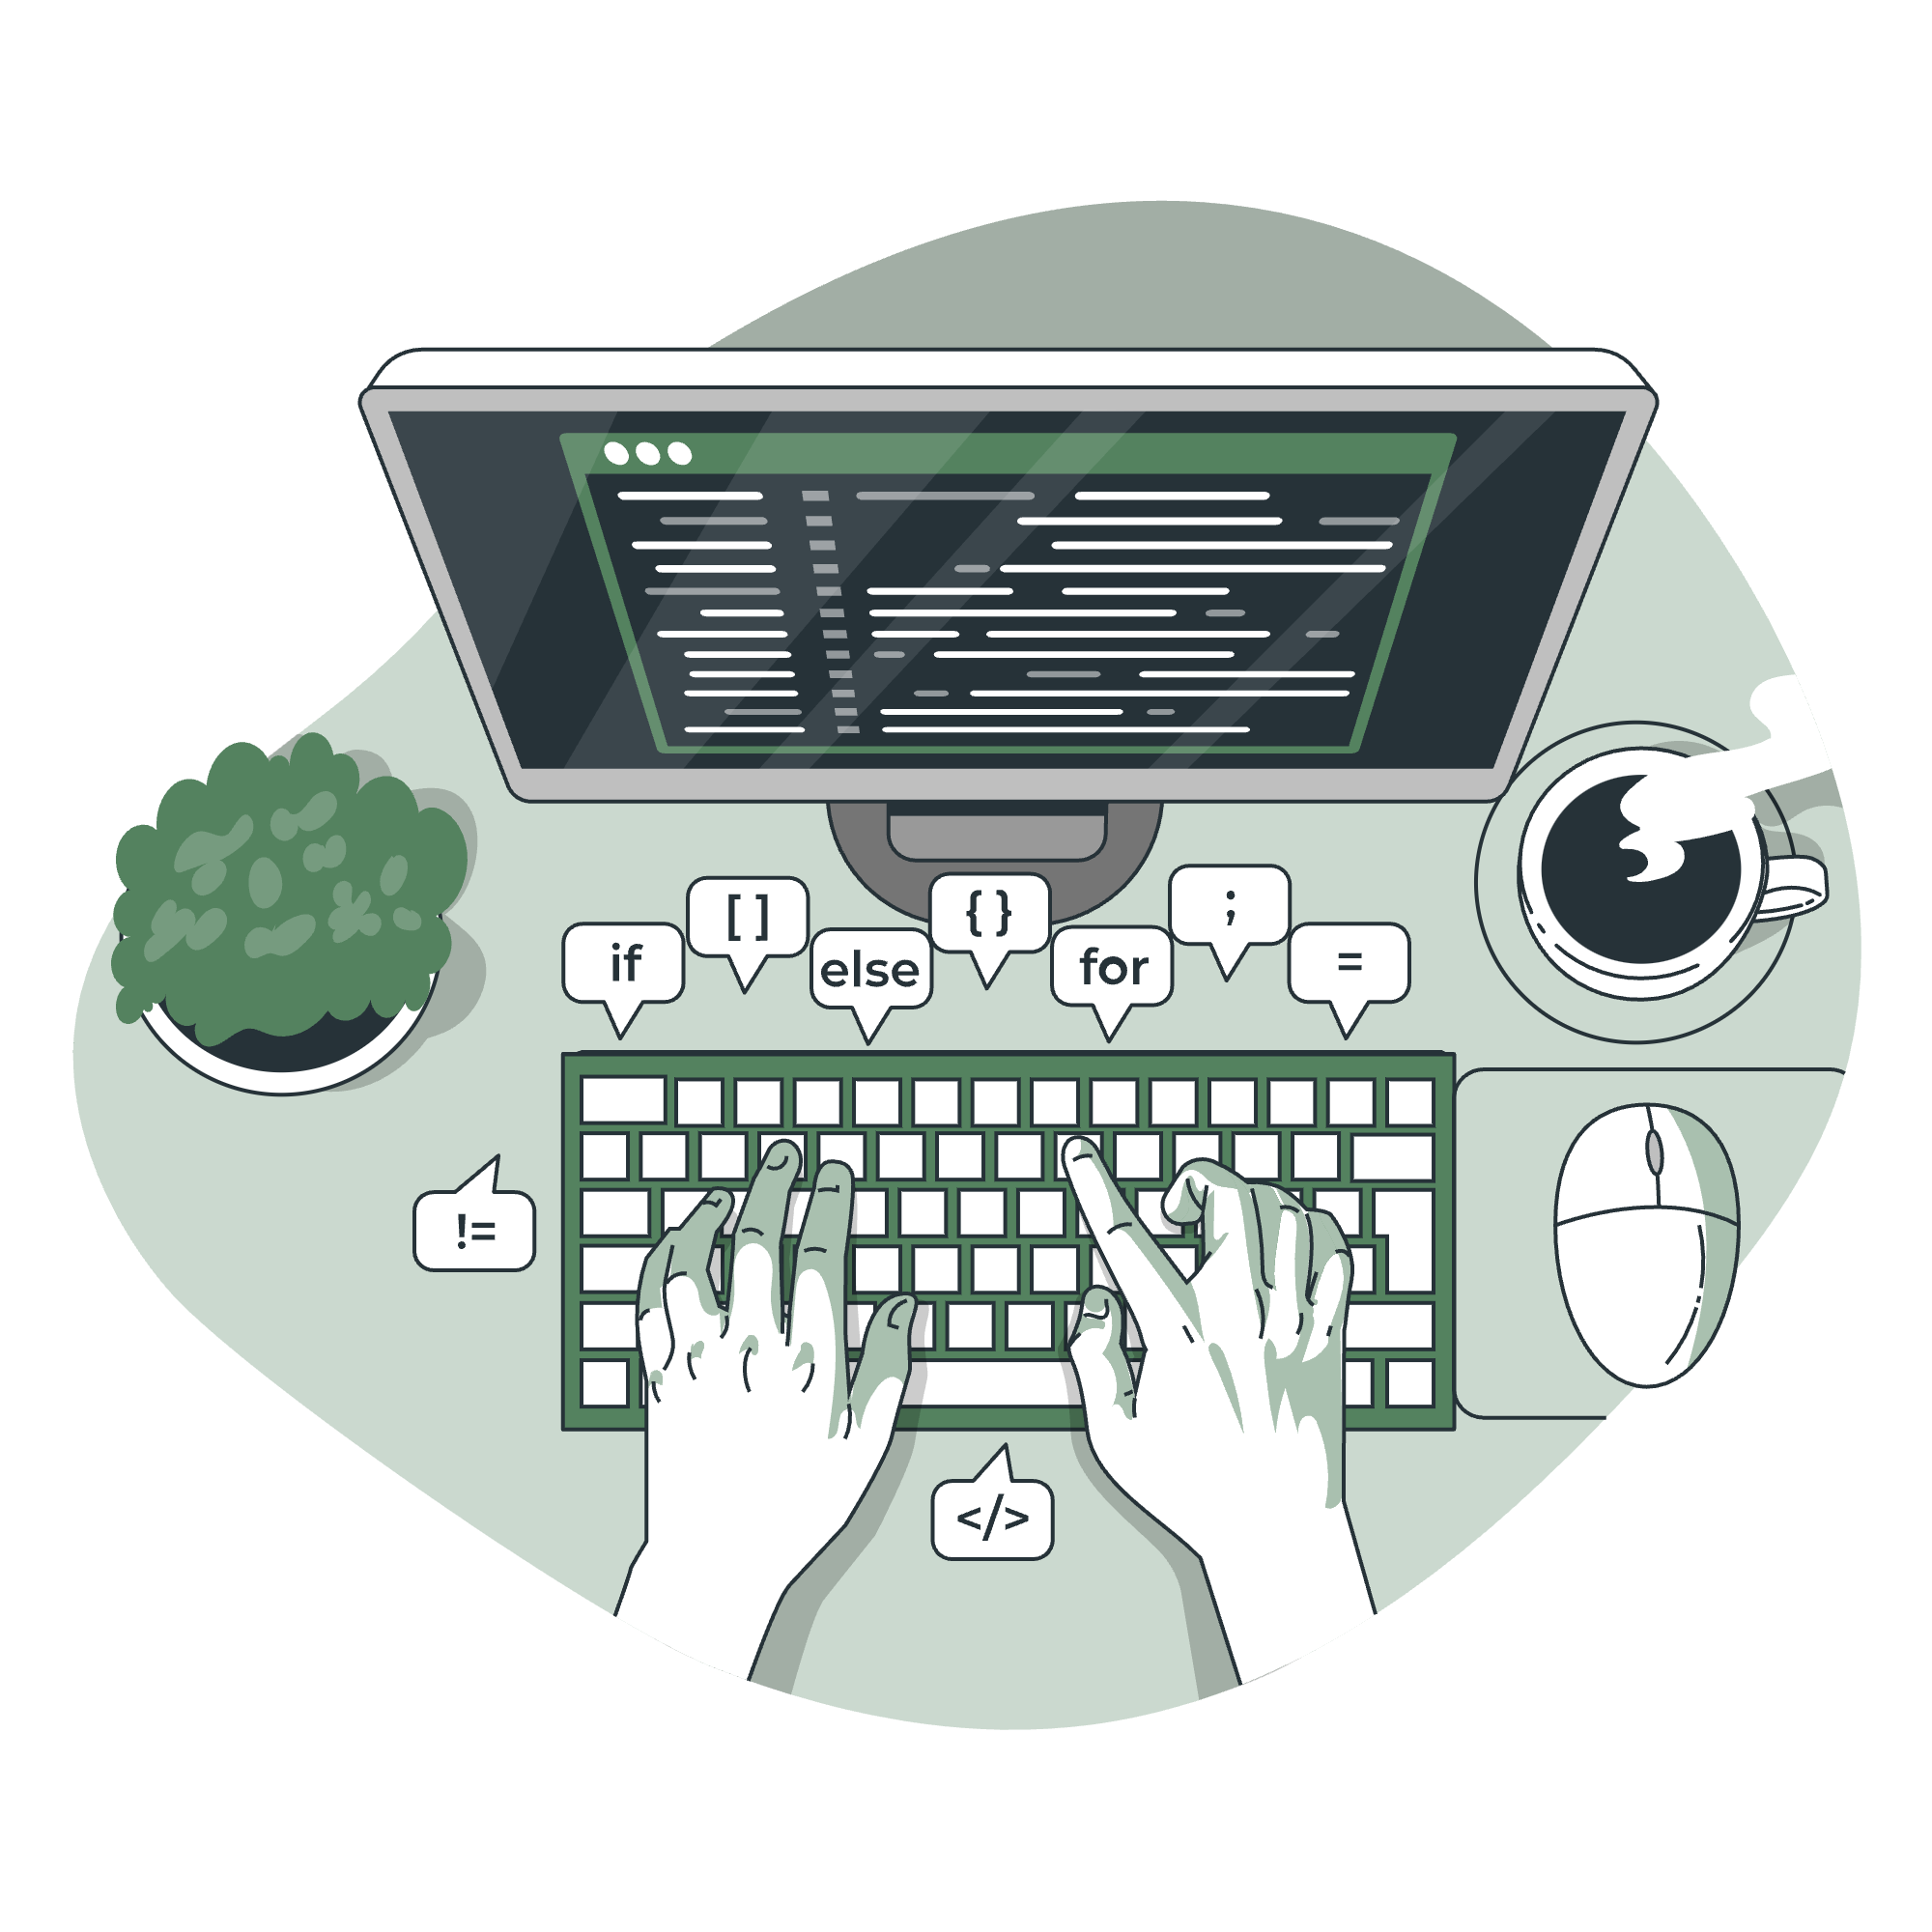 [ ]
{ }
;
if
else
for
=
!=
</>